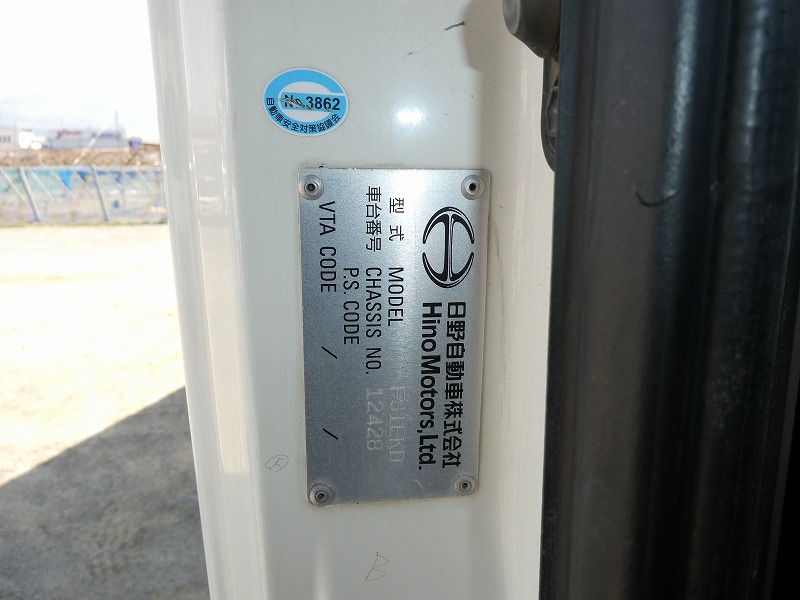 No.3862
自動車安全対策協議会
日野自動車株式会社
Hino Motors, Ltd.
型式 MODEL FS1EKD
車台番号 CHASSIS NO. 12428
P.S. CODE /
VTA CODE / /